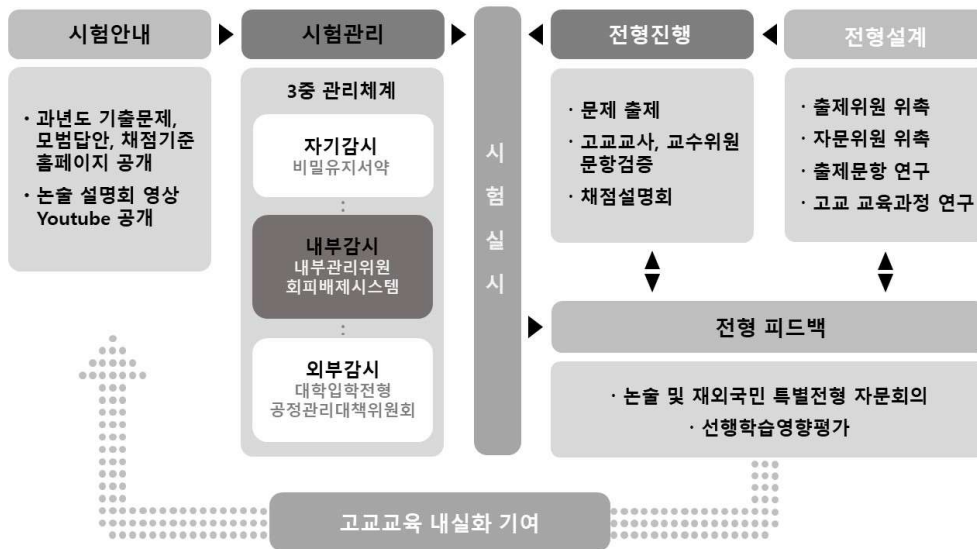 시험안내
· 과년도 기출문제,
모범답안, 채점기준
홈페이지 공개
· 논술 설명회 영상
Youtube 공개
시험관리
3중 관리체계
자기감시
비밀유지서약
내부감시
내부관리위원
회피배제시스템
외부감시
대학입학전형
공정관리대책위원회
시
험
실
시
전형진행
· 문제 출제
· 고교교사, 교수위원
문항검증
· 채점설명회
전형설계
· 출제위원 위촉
· 자문위원 위촉
· 출제문항 연구
· 고교 교육과정 연구
전형 피드백
· 논술 및 재외국민 특별전형 자문회의
· 선행학습영향평가
고교교육 내실화 기여